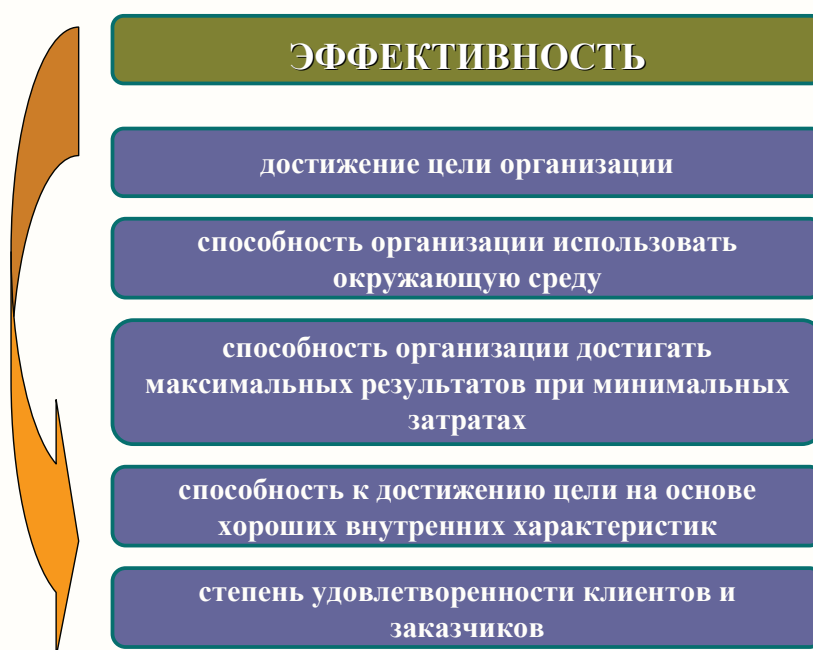 ЭФФЕКТИВНОСТЬ
достижение цели организации
способность организации использовать
окружающую среду
способность организации достигать
максимальных результатов при минимальных
затратах
способность к достижению цели на основе
хороших внутренних характеристик
степень удовлетворенности клиентов и
заказчиков